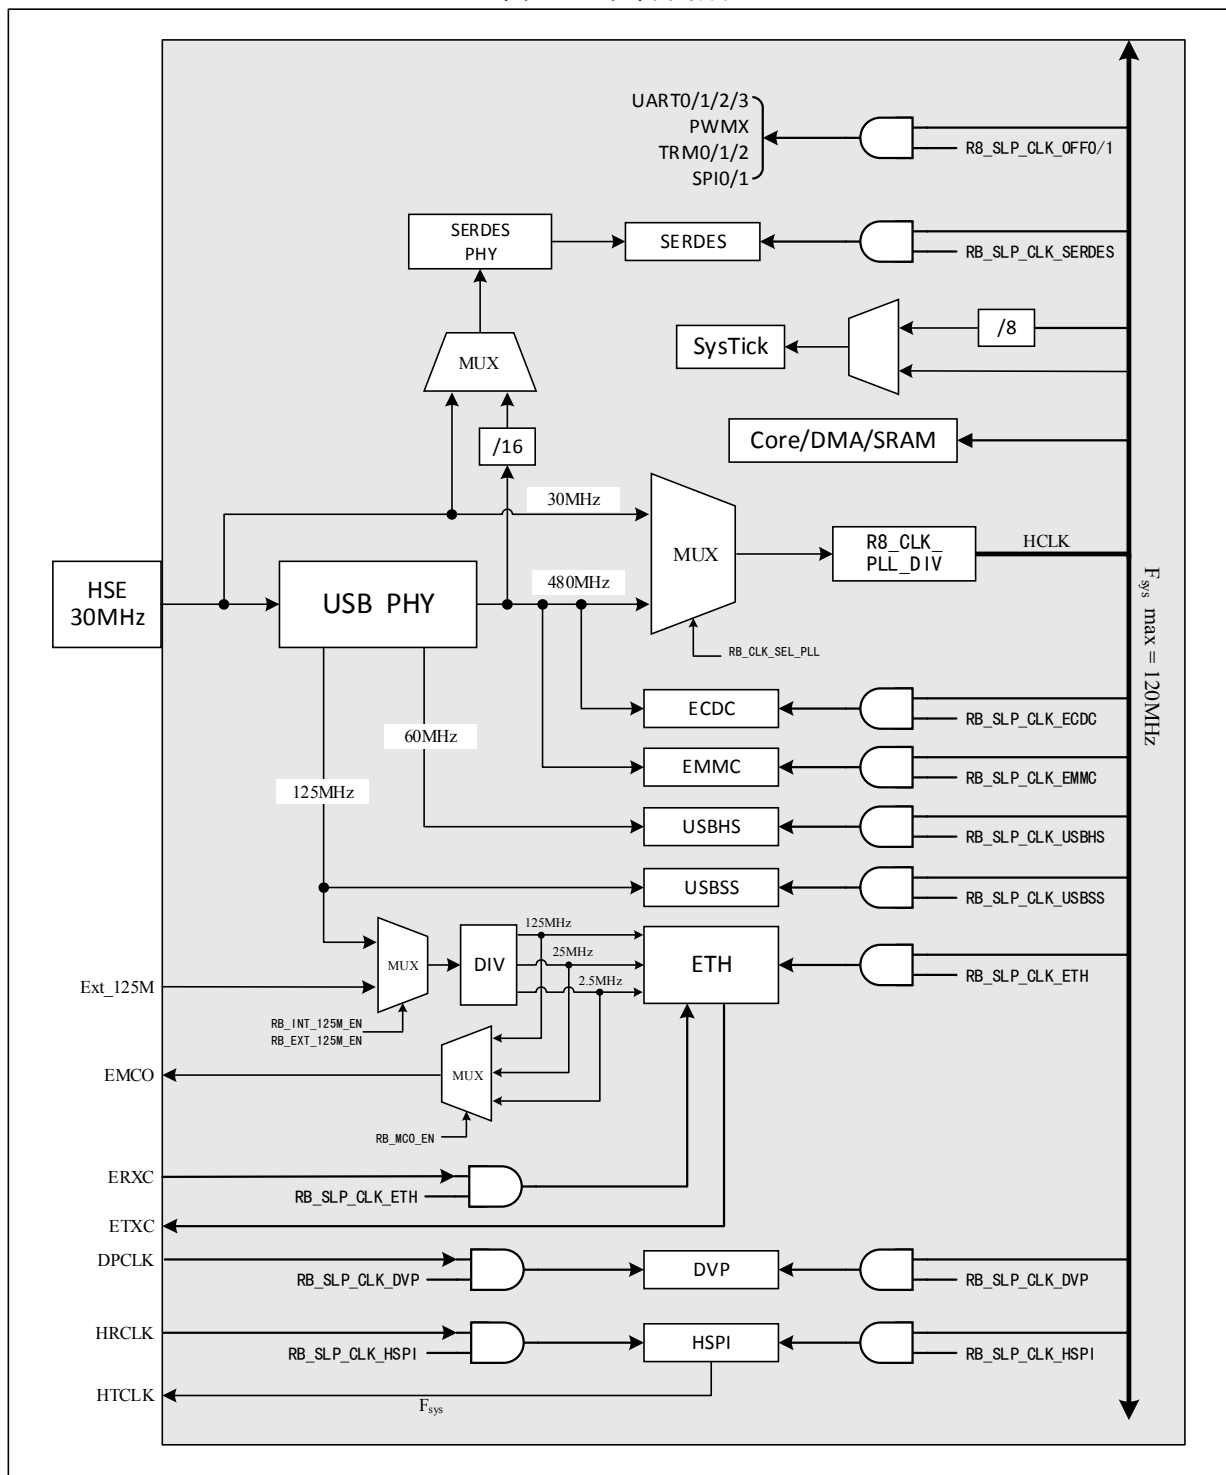 UART0/1/2/3
PWMX
TRM0/1/2
SPI0/1
R8_SLP_CLK_OFF0/1
SERDES
PHY
SERDES
RB_SLP_CLK_SERDES
/8
SysTick
MUX
Core/DMA/SRAM
/16
30MHz
MUX
R8_CLK_
PLL_DIV
HCLK
HSE
30MHz
USB PHY
480MHz
Fsys max = 120MHz
RB_CLK_SEL_PLL
ECDC
RB_SLP_CLK_ECDC
60MHz
EMMC
RB_SLP_CLK_EMMC
125MHz
USBHS
RB_SLP_CLK_USBHS
USBSS
RB_SLP_CLK_USBSS
125MHz
MUX
DIV
25MHz
ETH
RB_SLP_CLK_ETH
2.5MHz
Ext_125M
RB_INT_125M_EN
RB_EXT_125M_EN
EMCO
MUX
RB_MCO_EN
ERXC
RB_SLP_CLK_ETH
ETXC
DPCLK
RB_SLP_CLK_DVP
DVP
RB_SLP_CLK_DVP
HRCLK
RB_SLP_CLK_HSPI
HSPI
RB_SLP_CLK_HSPI
HTCLK
Fsys